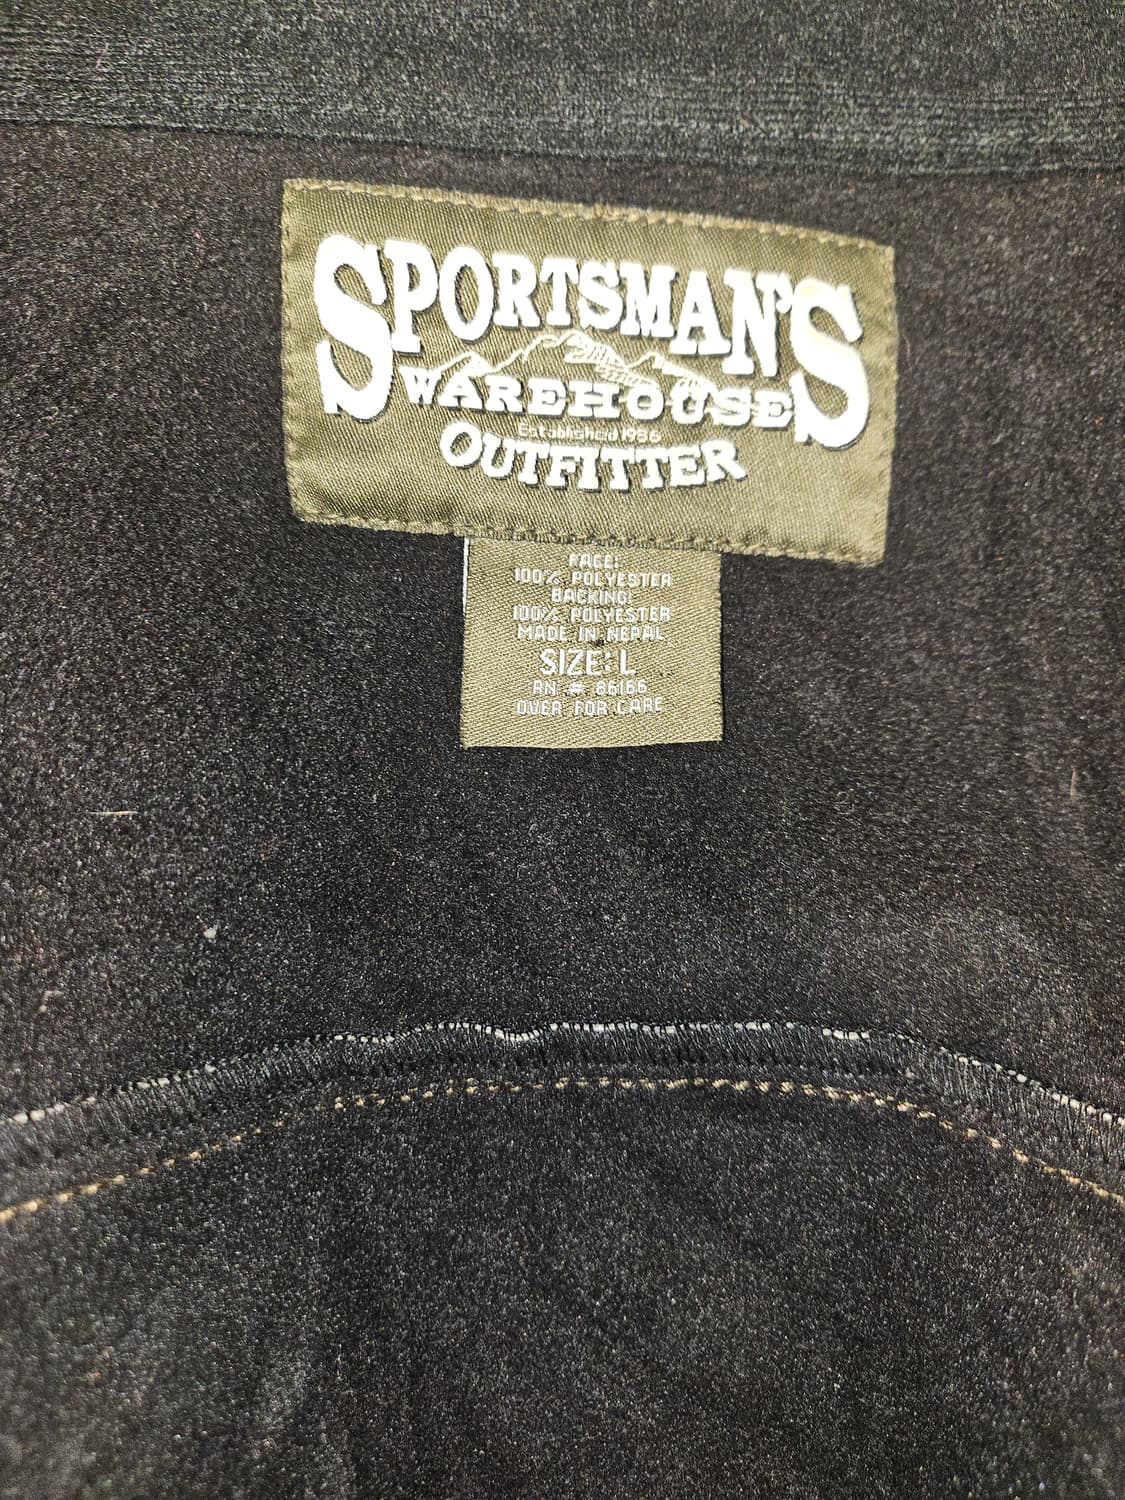 SPORTSMAN'S
WAREHOUSE
Established 1986
OUTFITTER
FACE:
100% POLYESTER
BACKING:
100% POLYESTER
MADE IN NEPAL
SIZE: L
RN # 86166
OVER FOR CARE